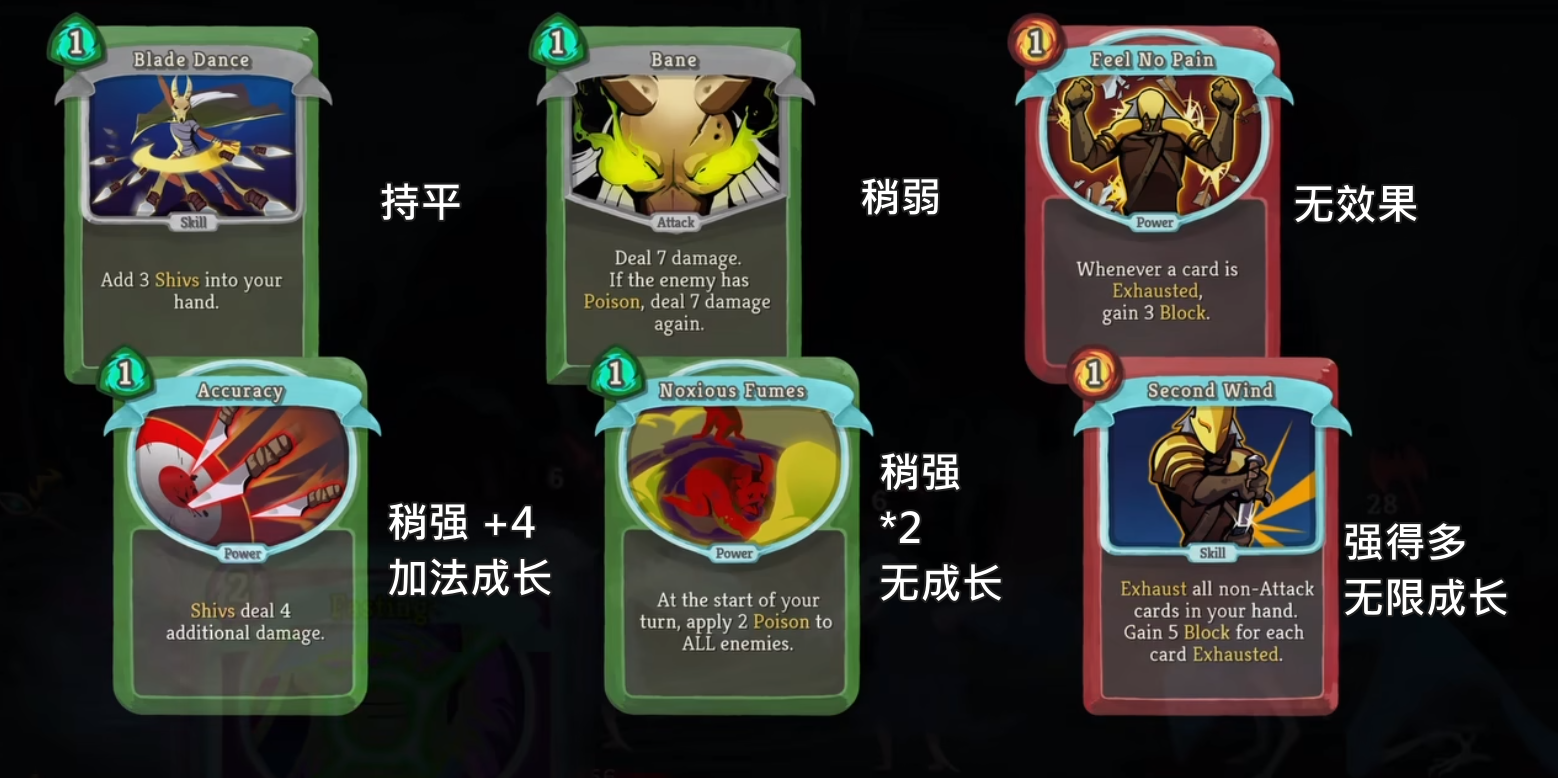 1
Blade Dance
Skill
Add 3 Shivs into your
hand.
持平
1
Accuracy
Power
Shivs deal 4
additional damage.
稍强 +4
加法成长
1
Bane
Attack
Deal 7 damage.
If the enemy has
Poison, deal 7 damage
again.
稍弱
1
Noxious Fumes
Power
At the start of your
turn, apply 2 Poison to
ALL enemies.
稍强
*2
无成长
1
Feel No Pain
Power
Whenever a card is
Exhausted,
gain 3 Block.
无效果
1
Second Wind
Skill
Exhaust all non-Attack
cards in your hand.
Gain 5 Block for each
card Exhausted.
强得多
无限成长
6
28